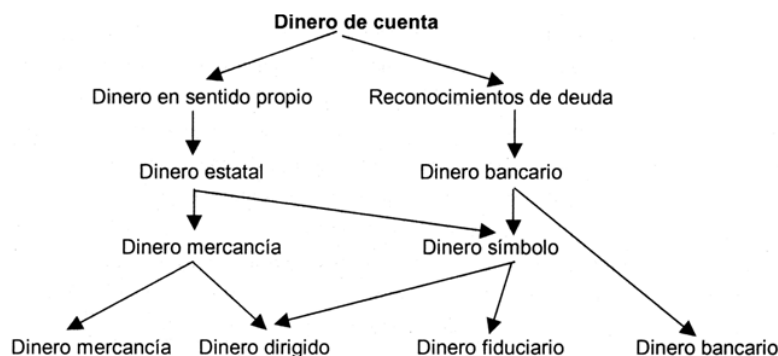 Dinero de cuenta
Dinero en sentido propio
Reconocimientos de deuda
Dinero estatal
Dinero bancario
Dinero mercancía
Dinero símbolo
Dinero mercancía
Dinero dirigido
Dinero fiduciario
Dinero bancario